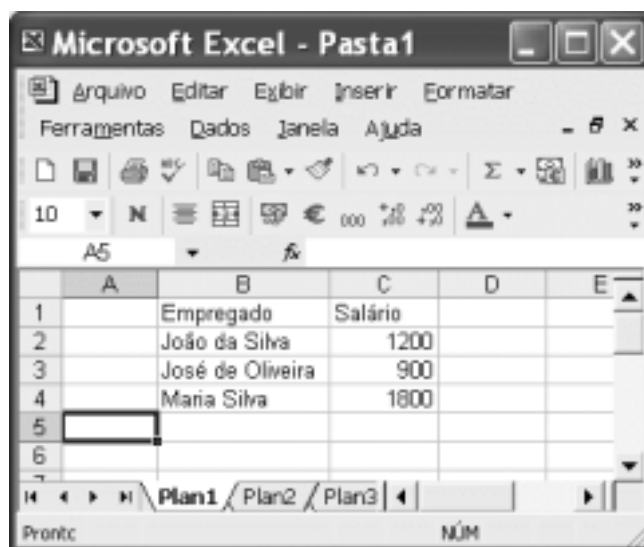 Microsoft Excel - Pasta1
Arquivo Editar Exibir Inserir Formatar
Ferramentas Dados Janela Ajuda
10 N € 000 A
A5 fx
A B C D E
1 Empregado Salário
2 João da Silva 1200
3 José de Oliveira 900
4 Maria Silva 1800
5
6
Plan1 Plan2 Plan3
Prontc NÚM